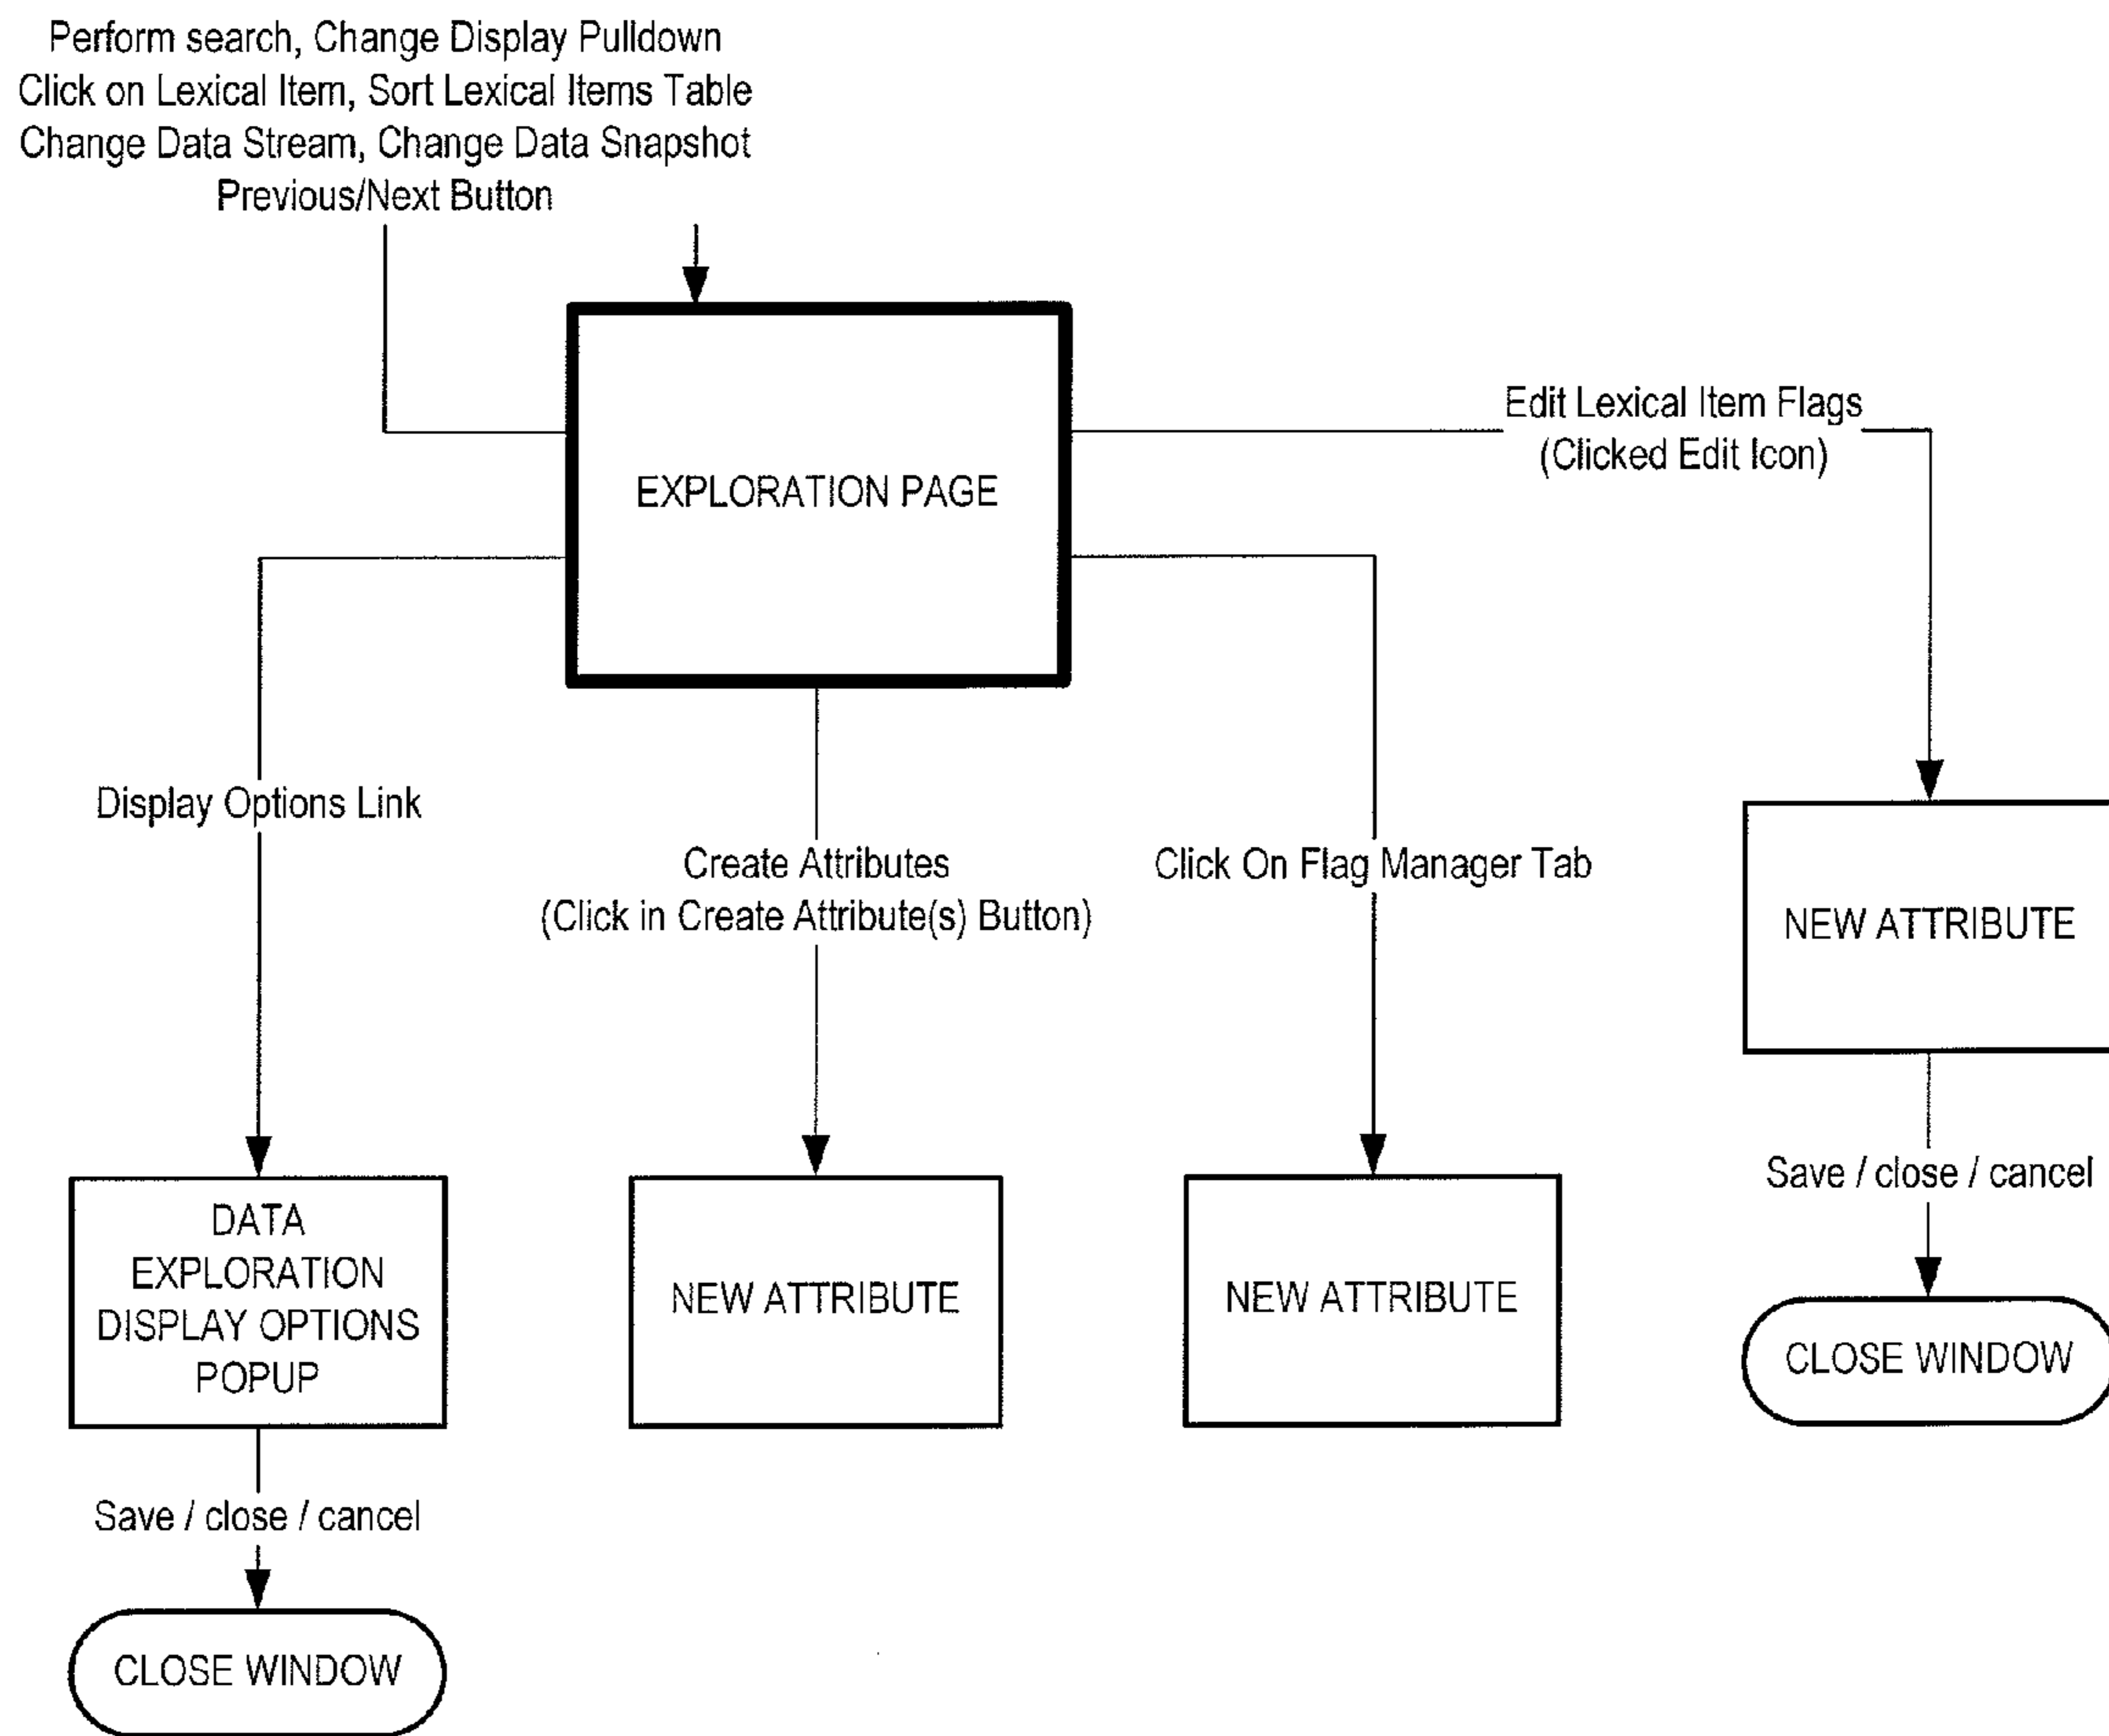 Perform search, Change Display Pulldown
Click on Lexical Item, Sort Lexical Items Table
Change Data Stream, Change Data Snapshot
Previous/Next Button
EXPLORATION PAGE
Edit Lexical Item Flags
(Clicked Edit Icon)
Display Options Link
Create Attributes
(Click in Create Attribute(s) Button)
Click On Flag Manager Tab
NEW ATTRIBUTE
Save / close / cancel
CLOSE WINDOW
DATA
EXPLORATION
DISPLAY OPTIONS
POPUP
NEW ATTRIBUTE
NEW ATTRIBUTE
Save / close / cancel
CLOSE WINDOW